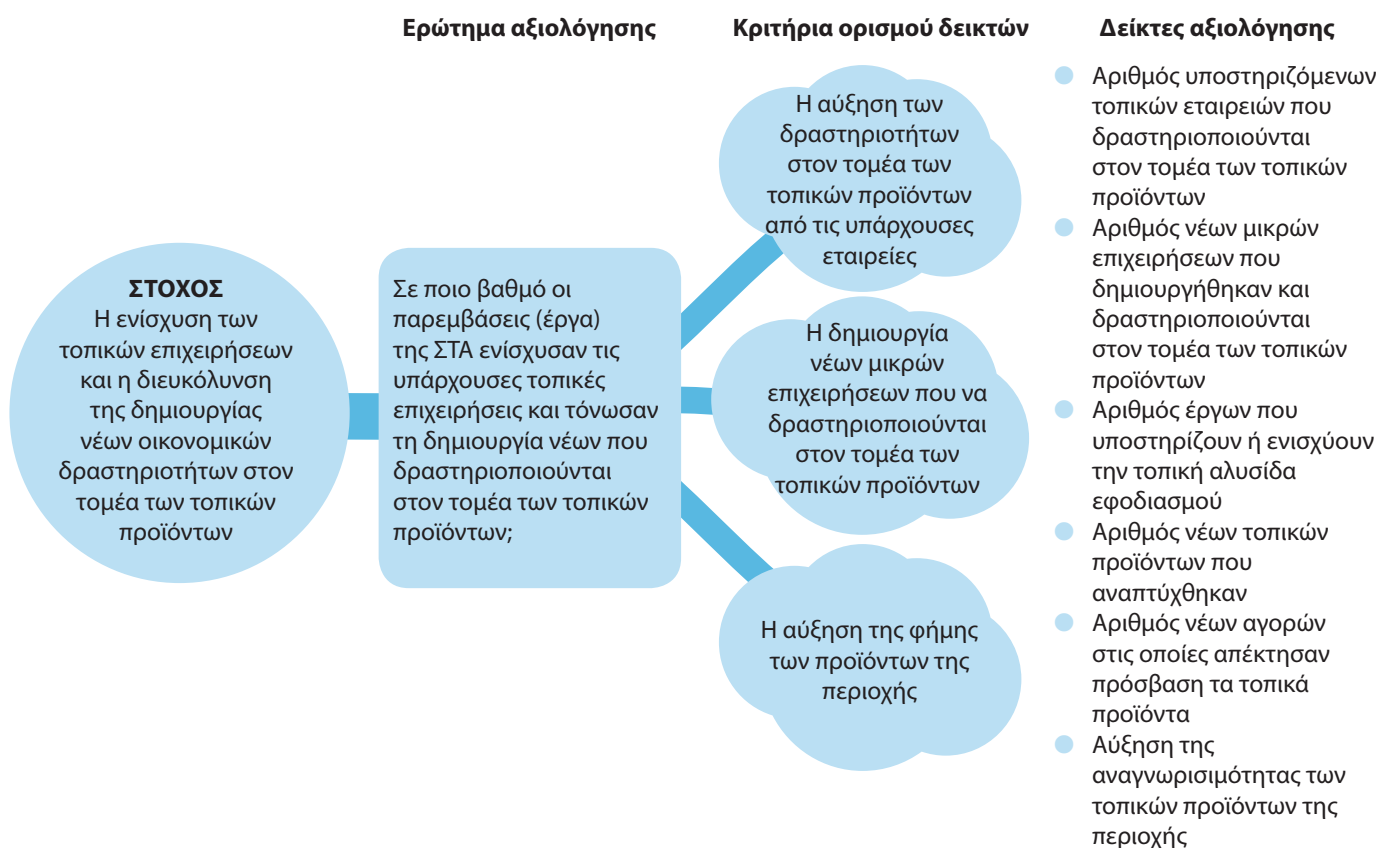 Ερώτημα αξιολόγησης
Κριτήρια ορισμού δεικτών
Δείκτες αξιολόγησης
ΣΤΟΧΟΣ
Η ενίσχυση των
τοπικών επιχειρήσεων
και η διευκόλυνση
της δημιουργίας
νέων οικονομικών
δραστηριοτήτων στον
τομέα των τοπικών
προϊόντων
Σε ποιο βαθμό οι
παρεμβάσεις (έργα)
της ΣΤΑ ενίσχυσαν τις
υπάρχουσες τοπικές
επιχειρήσεις και τόνωσαν
τη δημιουργία νέων που
δραστηριοποιούνται
στον τομέα των τοπικών
προϊόντων;
Η αύξηση των
δραστηριοτήτων
στον τομέα των
τοπικών προϊόντων
από τις υπάρχουσες
εταιρείες
Η δημιουργία
νέων μικρών
επιχειρήσεων που να
δραστηριοποιούνται
στον τομέα των
τοπικών προϊόντων
Η αύξηση της φήμης
των προϊόντων της
περιοχής
Αριθμός υποστηριζόμενων
τοπικών εταιρειών που
δραστηριοποιούνται
στον τομέα των τοπικών
προϊόντων
Αριθμός νέων μικρών
επιχειρήσεων που
δημιουργήθηκαν και
δραστηριοποιούνται
στον τομέα των τοπικών
προϊόντων
Αριθμός έργων που
υποστηρίζουν ή ενισχύουν
την τοπική αλυσίδα
εφοδιασμού
Αριθμός νέων τοπικών
προϊόντων που
αναπτύχθηκαν
Αριθμός νέων αγορών
στις οποίες απέκτησαν
πρόσβαση τα τοπικά
προϊόντα
Αύξηση της
αναγνωρισιμότητας των
τοπικών προϊόντων της
περιοχής